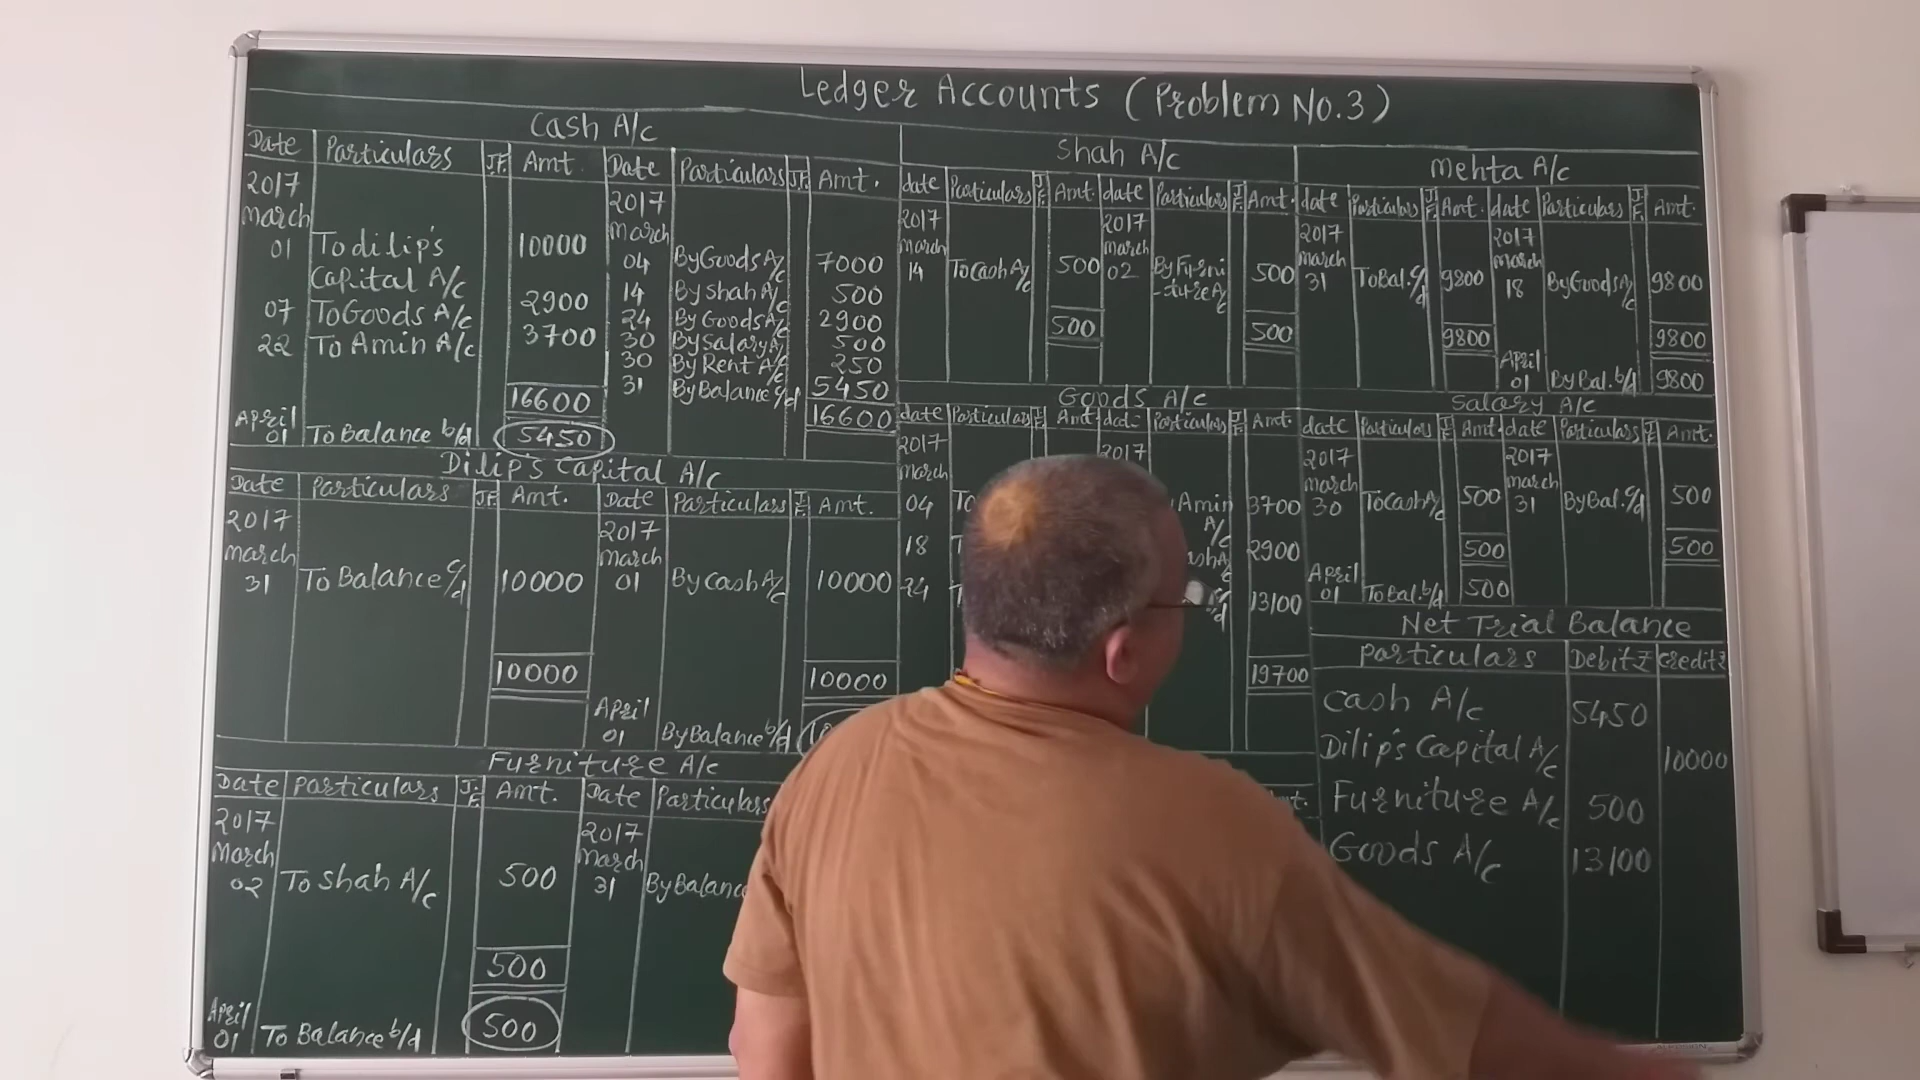 Ledger Accounts (Problem No.3)
Cash A/c
Date Particulars J.F. Amt. Date Particulars J.F. Amt.
2017 2017
March March
01 To dilip's 10000 04 By Goods A/c 7000
Capital A/c 14 By Shah A/c 500
07 To Goods A/c 2900 24 By Goods A/c 2900
22 To Amin A/c 3700 30 By Salary A/c 500
30 By Rent A/c 250
31 By Balance c/d 5450
16600 16600
April
01 To Balance b/d 5450
Dilip's Capital A/c
Date Particulars J.F. Amt. Date Particulars J.F. Amt.
2017 2017
March March
31 To Balance c/d 10000 01 By Cash A/c 10000
10000 10000
April
01 By Balance b/d
Furniture A/c
Date Particulars J.F. Amt. Date Particulars
2017 2017
March March
02 To Shah A/c 500 31 By Balance
500
April
01 To Balance b/d 500
Shah A/c
date Particulars J.F. Amt. date Particulars J.F. Amt.
2017 2017
March March
14 To Cash A/c 500 02 By Furni 500
-ture A/c
500 500
Goods A/c
date Particulars J.F. Amt. date Particulars J.F. Amt.
2017 2017
March
04 Amin 3700
A/c
18 2900
24 13100
19700
Mehta A/c
date Particulars J.F. Amt. date Particulars J.F. Amt.
2017 2017
March March
31 To Bal. c/d 9800 18 By Goods A/c 9800
9800 9800
April
01 By Bal. b/d 9800
Salary A/c
date Particulars J.F. Amt. date Particulars J.F. Amt.
2017 2017
March March
30 To Cash A/c 500 31 By Bal. c/d 500
500 500
April
01 To Bal. b/d 500
Net Trial Balance
Particulars Debit ₹ Credit ₹
Cash A/c 5450
Dilip's Capital A/c 10000
Furniture A/c 500
Goods A/c 13100